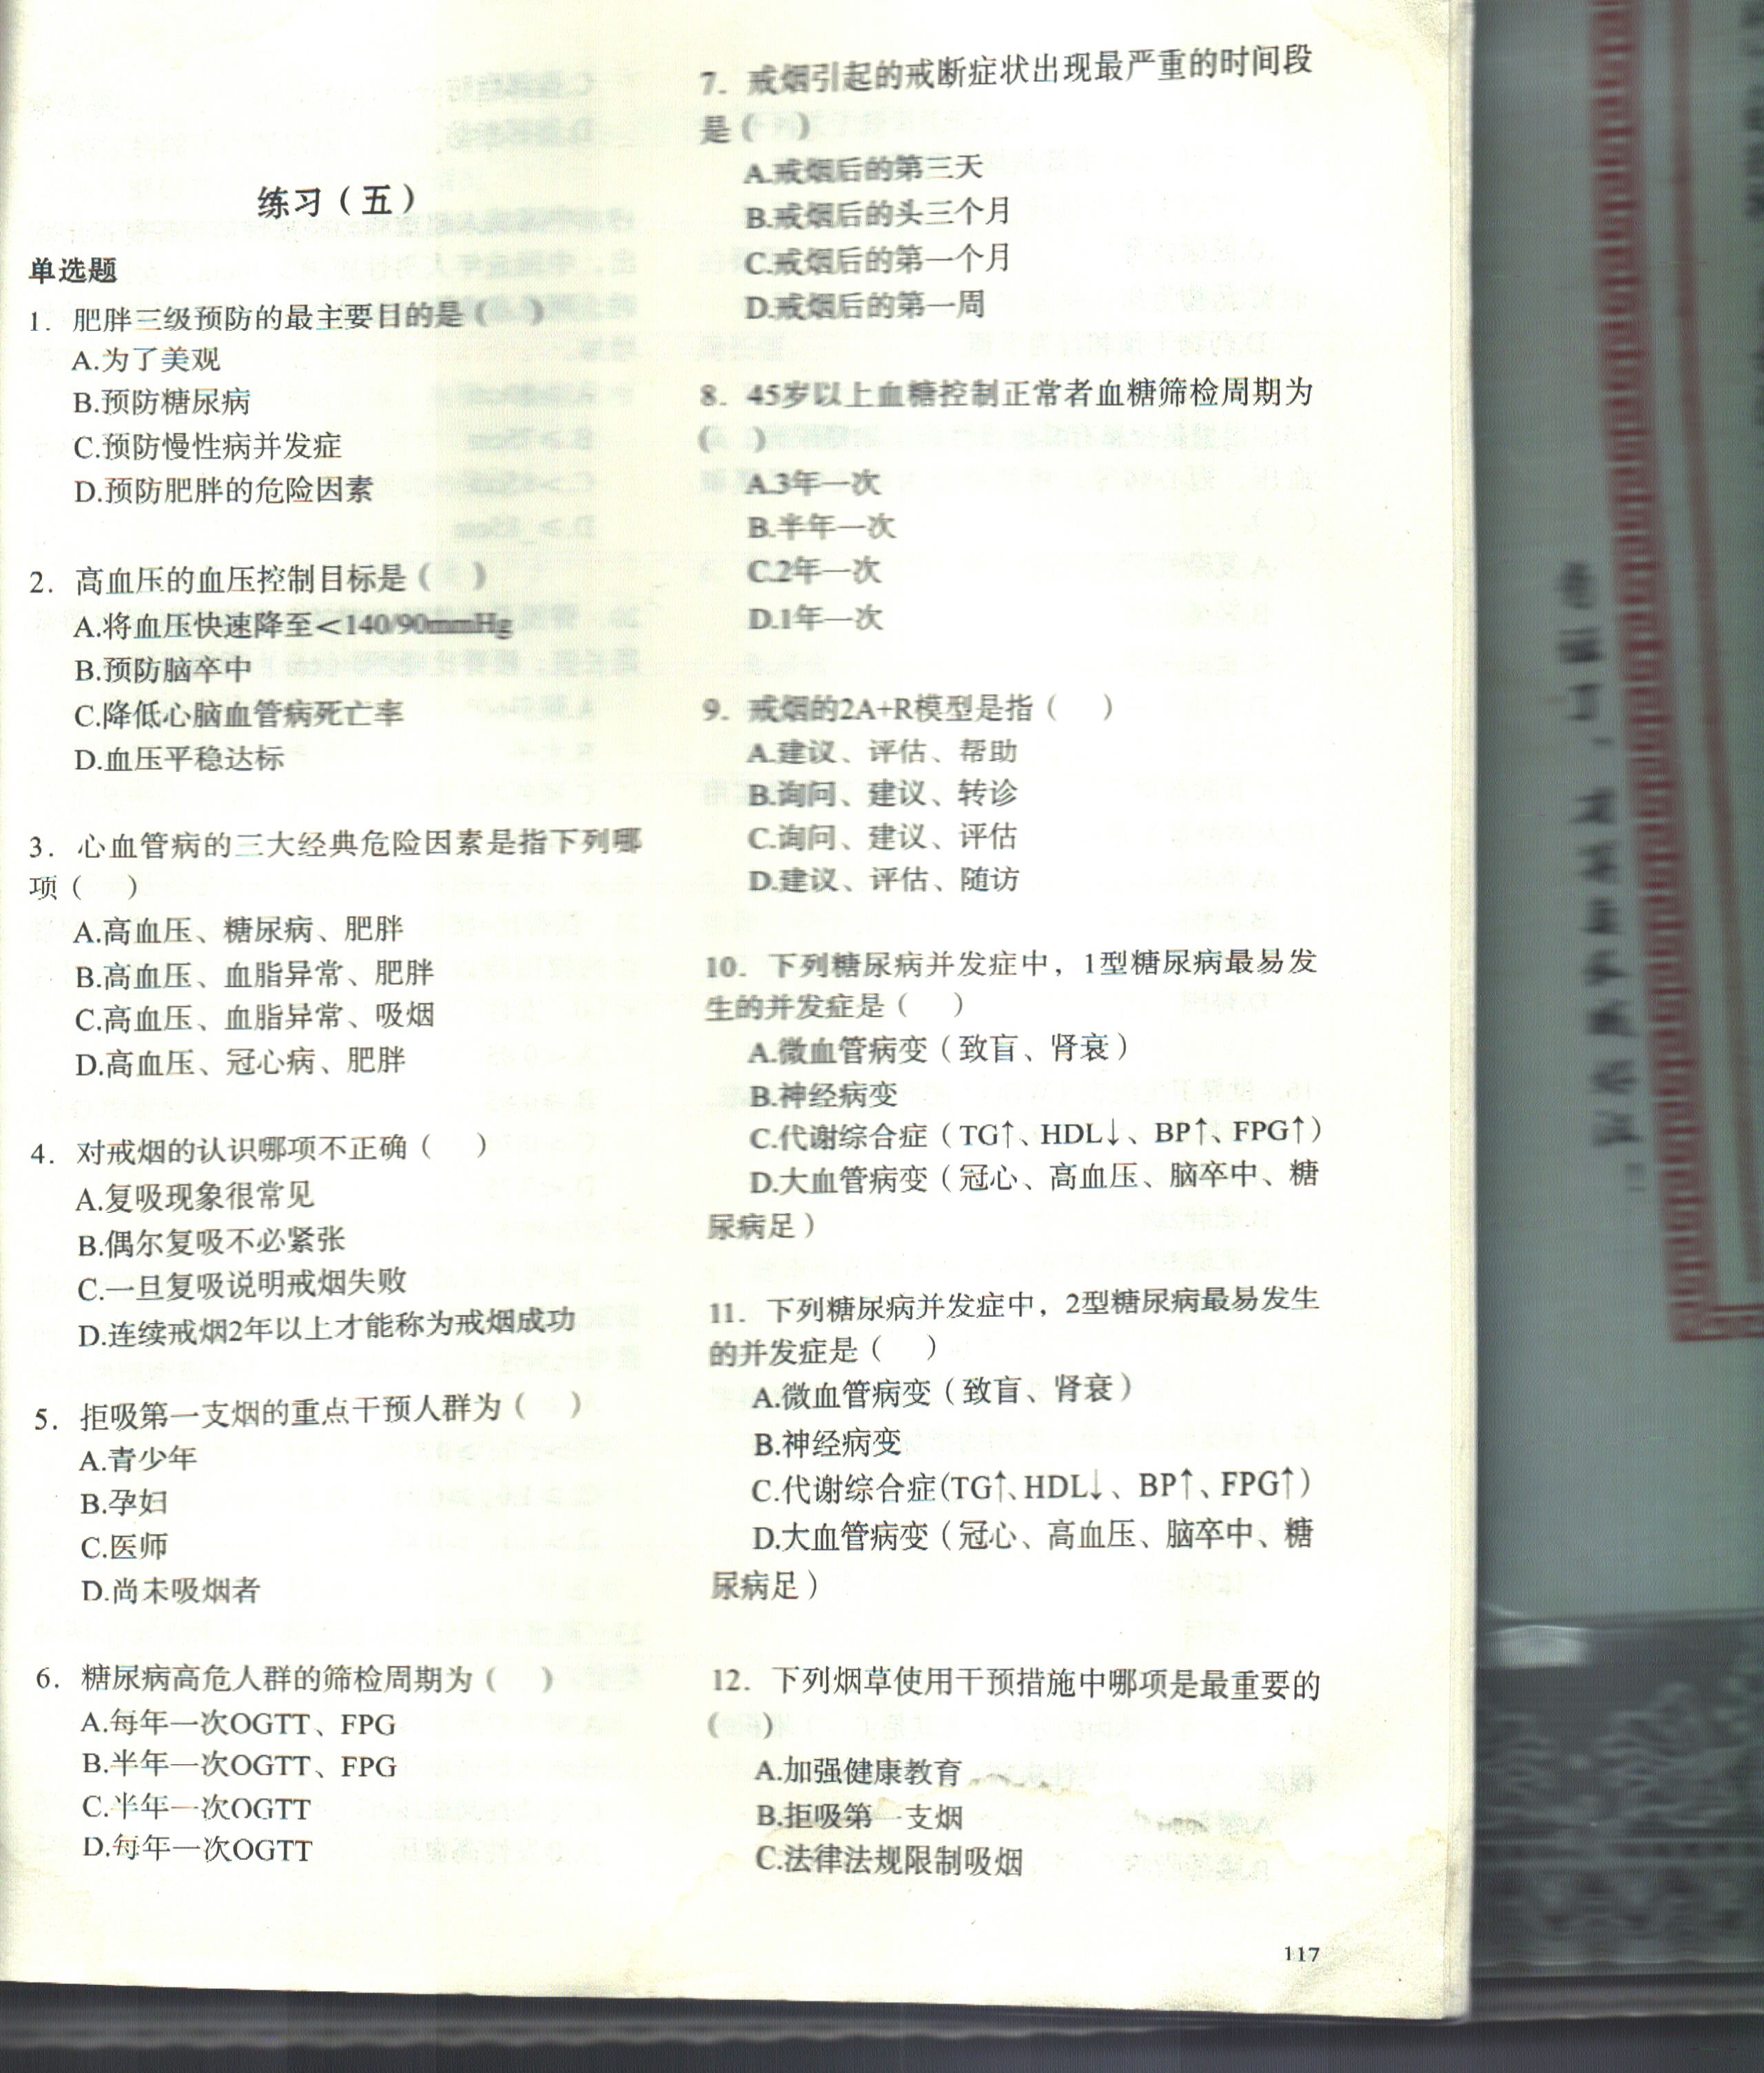 练习（五）
单选题
1. 肥胖三级预防的最主要目的是（ ）
A.为了美观
B.预防糖尿病
C.预防慢性病并发症
D.预防肥胖的危险因素
2. 高血压的血压控制目标是（ ）
A.将血压快速降至＜140/90mmHg
B.预防脑卒中
C.降低心脑血管病死亡率
D.血压平稳达标
3. 心血管病的三大经典危险因素是指下列哪
项（ ）
A.高血压、糖尿病、肥胖
B.高血压、血脂异常、肥胖
C.高血压、血脂异常、吸烟
D.高血压、冠心病、肥胖
4. 对戒烟的认识哪项不正确（ ）
A.复吸现象很常见
B.偶尔复吸不必紧张
C.一旦复吸说明戒烟失败
D.连续戒烟2年以上才能称为戒烟成功
5. 拒吸第一支烟的重点干预人群为（ ）
A.青少年
B.孕妇
C.医师
D.尚未吸烟者
6. 糖尿病高危人群的筛检周期为（ ）
A.每年一次OGTT、FPG
B.半年一次OGTT、FPG
C.半年一次OGTT
D.每年一次OGTT
7. 戒烟引起的戒断症状出现最严重的时间段
是（ ）
A.戒烟后的第三天
B.戒烟后的头三个月
C.戒烟后的第一个月
D.戒烟后的第一周
8. 45岁以上血糖控制正常者血糖筛检周期为
（ ）
A.3年一次
B.半年一次
C.2年一次
D.1年一次
9. 戒烟的2A+R模型是指（ ）
A.建议、评估、帮助
B.询问、建议、转诊
C.询问、建议、评估
D.建议、评估、随访
10. 下列糖尿病并发症中，1型糖尿病最易发
生的并发症是（ ）
A.微血管病变（致盲、肾衰）
B.神经病变
C.代谢综合症（TG↑、HDL↓、BP↑、FPG↑）
D.大血管病变（冠心、高血压、脑卒中、糖
尿病足）
11. 下列糖尿病并发症中，2型糖尿病最易发生
的并发症是（ ）
A.微血管病变（致盲、肾衰）
B.神经病变
C.代谢综合症(TG↑、HDL↓、BP↑、FPG↑)
D.大血管病变（冠心、高血压、脑卒中、糖
尿病足）
12. 下列烟草使用干预措施中哪项是最重要的
（ ）
A.加强健康教育
B.拒吸第一支烟
C.法律法规限制吸烟
117